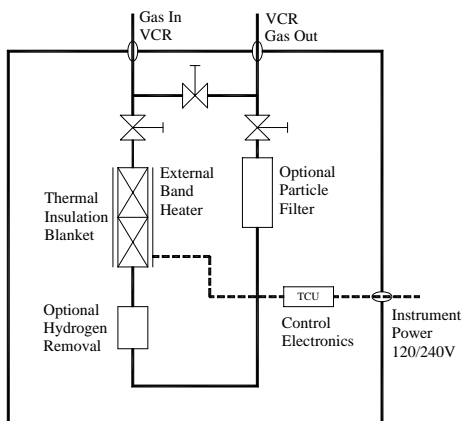 Gas In
VCR
VCR
Gas Out
Thermal
Insulation
Blanket
External
Band
Heater
Optional
Particle
Filter
Optional
Hydrogen
Removal
TCU
Control
Electronics
Instrument
Power
120/240V